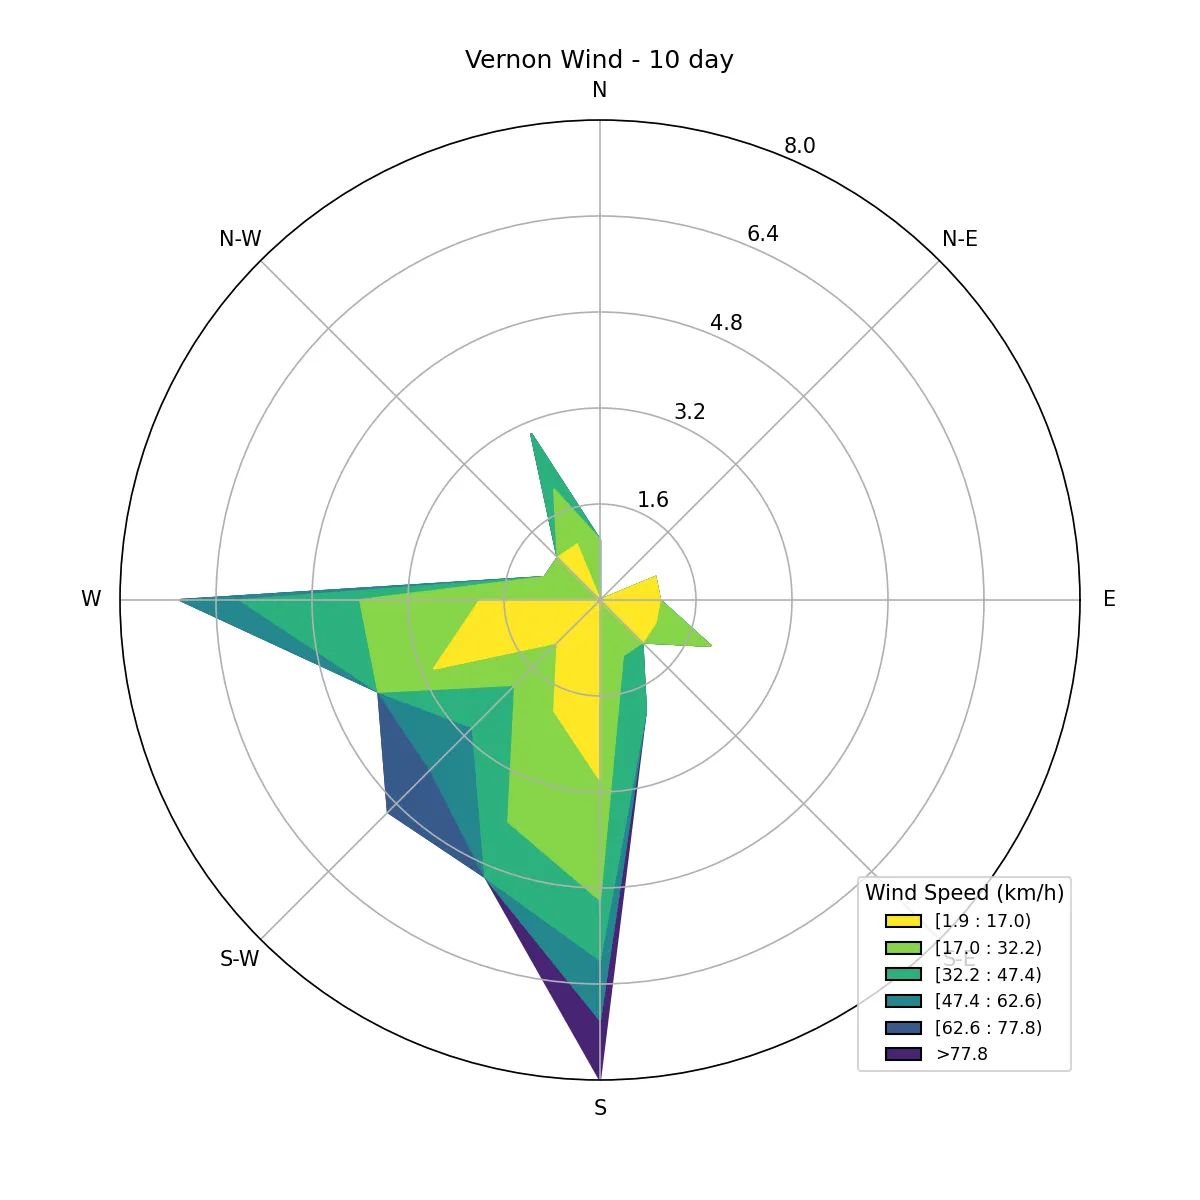 Vernon Wind - 10 day
N
8.0
N-W
6.4
N-E
4.8
3.2
1.6
W
E
Wind Speed (km/h)
[1.9 : 17.0)
[17.0 : 32.2)
S-W
S-E
[32.2 : 47.4)
[47.4 : 62.6)
[62.6 : 77.8)
>77.8
S